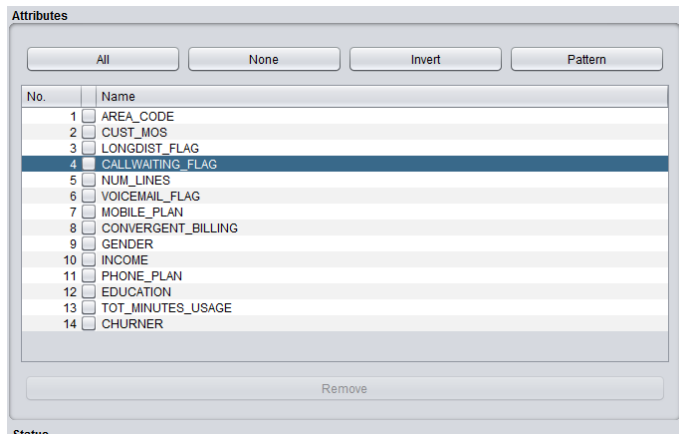 Attributes
All None Invert Pattern
No. Name
1 AREA_CODE
2 CUST_MOS
3 LONGDIST_FLAG
4 CALLWAITING_FLAG
5 NUM_LINES
6 VOICEMAIL_FLAG
7 MOBILE_PLAN
8 CONVERGENT_BILLING
9 GENDER
10 INCOME
11 PHONE_PLAN
12 EDUCATION
13 TOT_MINUTES_USAGE
14 CHURNER
Remove
Status